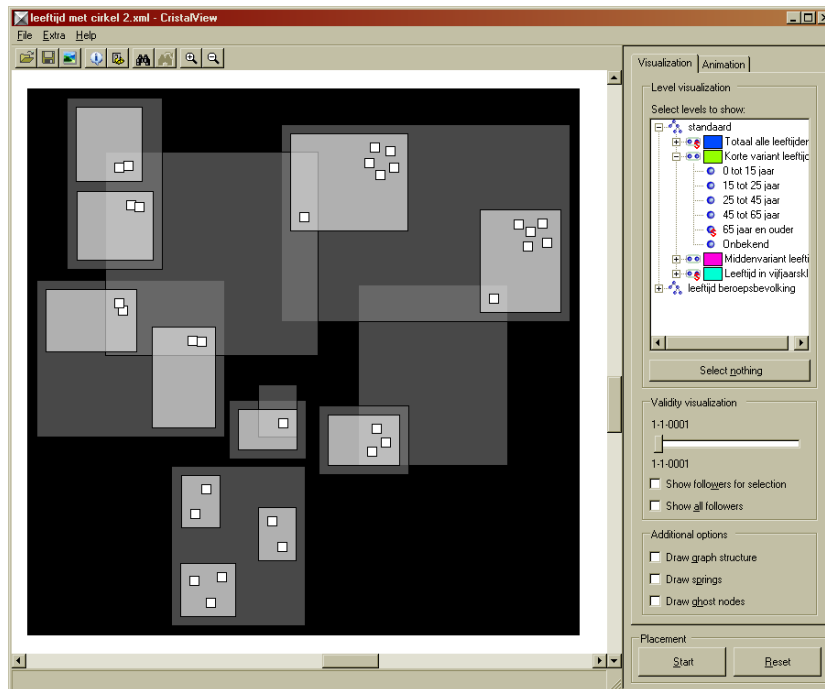 leeftijd met cirkel 2.xml - CristalView
File Extra Help
Visualization Animation
Level visualization
Select levels to show:
standaard
Totaal alle leeftijder
Korte variant leeftijd
0 tot 15 jaar
15 tot 25 jaar
25 tot 45 jaar
45 tot 65 jaar
65 jaar en ouder
Onbekend
Middenvariant leefti
Leeftijd in vijfjaarskl
leeftijd beroepsbevolking
Select nothing
Validity visualization
1-1-0001
1-1-0001
Show followers for selection
Show all followers
Additional options
Draw graph structure
Draw springs
Draw ghost nodes
Placement
Start Reset